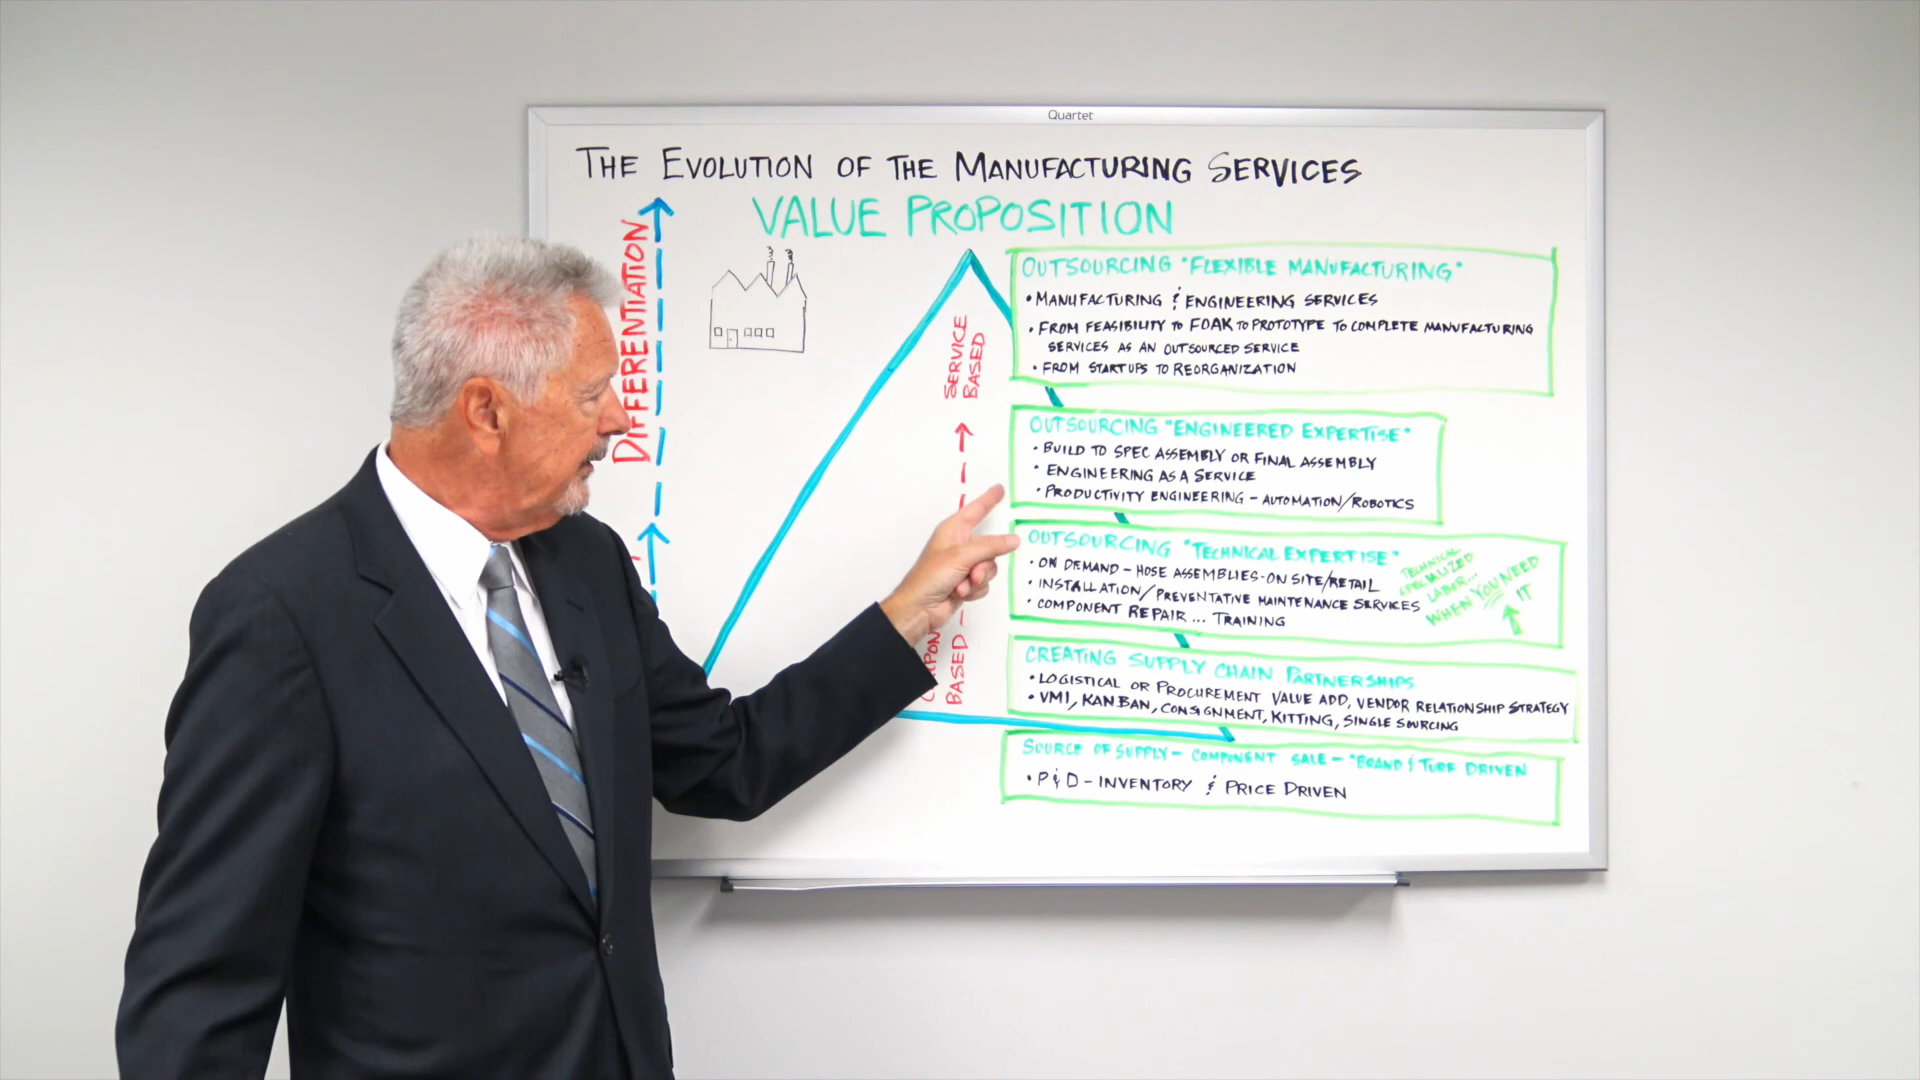 Quartet
THE EVOLUTION OF THE MANUFACTURING SERVICES
VALUE PROPOSITION
DIFFERENTIATION
SERVICE
BASED
BASED
OUTSOURCING "FLEXIBLE MANUFACTURING"
• MANUFACTURING & ENGINEERING SERVICES
• FROM FEASIBILITY TO FOAK TO PROTOTYPE TO COMPLETE MANUFACTURING
SERVICES AS AN OUTSOURCED SERVICE
• FROM STARTUPS TO REORGANIZATION
OUTSOURCING "ENGINEERED EXPERTISE"
• BUILD TO SPEC ASSEMBLY OR FINAL ASSEMBLY
• ENGINEERING AS A SERVICE
• PRODUCTIVITY ENGINEERING - AUTOMATION/ROBOTICS
OUTSOURCING "TECHNICAL EXPERTISE"
• ON DEMAND - HOSE ASSEMBLIES - ON SITE/RETAIL
• INSTALLATION/PREVENTATIVE MAINTENANCE SERVICES
• COMPONENT REPAIR ... TRAINING
TECHNICAL
SPECIALIZED
LABOR...
WHEN YOU NEED
IT
CREATING SUPPLY CHAIN PARTNERSHIPS
• LOGISTICAL OR PROCUREMENT VALUE ADD, VENDOR RELATIONSHIP STRATEGY
• VMI, KANBAN, CONSIGNMENT, KITTING, SINGLE SOURCING
SOURCE OF SUPPLY - COMPONENT SALE - "BRAND & TURF DRIVEN
• P & D - INVENTORY & PRICE DRIVEN